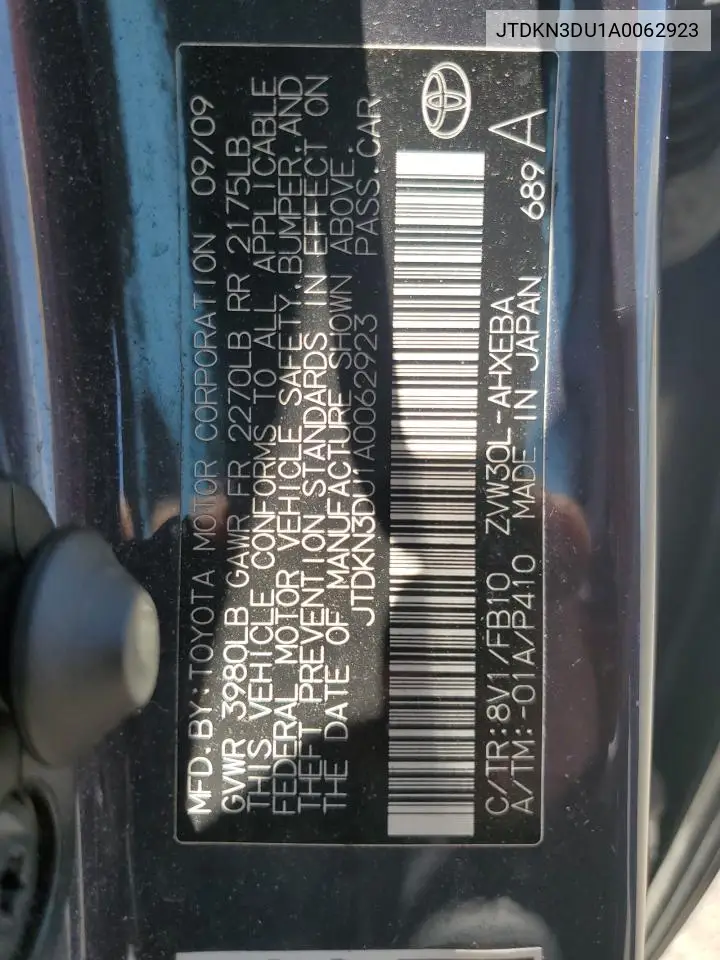 JTDKN3DU1A0062923
MFD.BY:TOYOTA MOTOR CORPORATION 09/09
GVWR 3980LB GAWR FR 2270LB RR 2175LB
THIS VEHICLE CONFORMS TO ALL APPLICABLE
FEDERAL MOTOR VEHICLE SAFETY, BUMPER, AND
THEFT PREVENTION STANDARDS IN EFFECT ON
THE DATE OF MANUFACTURE SHOWN ABOVE.
JTDKN3DU1A0062923 PASS.CAR
C/TR:8V1/FB10 ZVW30L-AHXEBA 689 A
A/TM:-01A/P410 MADE IN JAPAN